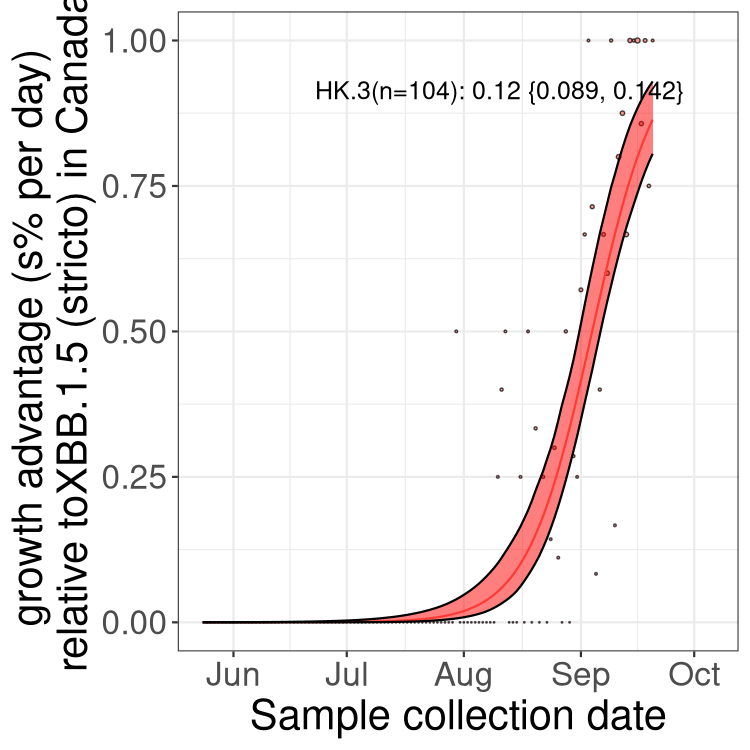 growth advantage (s% per day)
relative toXBB.1.5 (stricto) in Canada
1.00
0.75
0.50
0.25
0.00
HK.3(n=104): 0.12 {0.089, 0.142}
Jun Jul Aug Sep Oct
Sample collection date